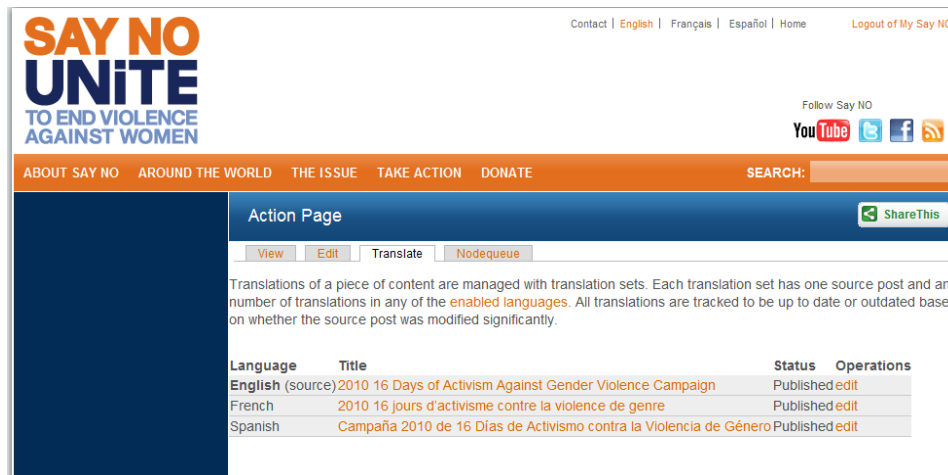 SAY NO
UNiTE
TO END VIOLENCE
AGAINST WOMEN
Contact | English | Français | Español | Home
Logout of My Say NO
Follow Say NO
You Tube
ABOUT SAY NO AROUND THE WORLD THE ISSUE TAKE ACTION DONATE SEARCH:
Action Page
ShareThis
View Edit Translate Nodequeue
Translations of a piece of content are managed with translation sets. Each translation set has one source post and
number of translations in any of the enabled languages. All translations are tracked to be up to date or outdated
on whether the source post was modified significantly.
Language Title Status Operations
English (source) 2010 16 Days of Activism Against Gender Violence Campaign Published edit
French 2010 16 jours d'activisme contre la violence de genre Published edit
Spanish Campaña 2010 de 16 Días de Activismo contra la Violencia de Género Published edit